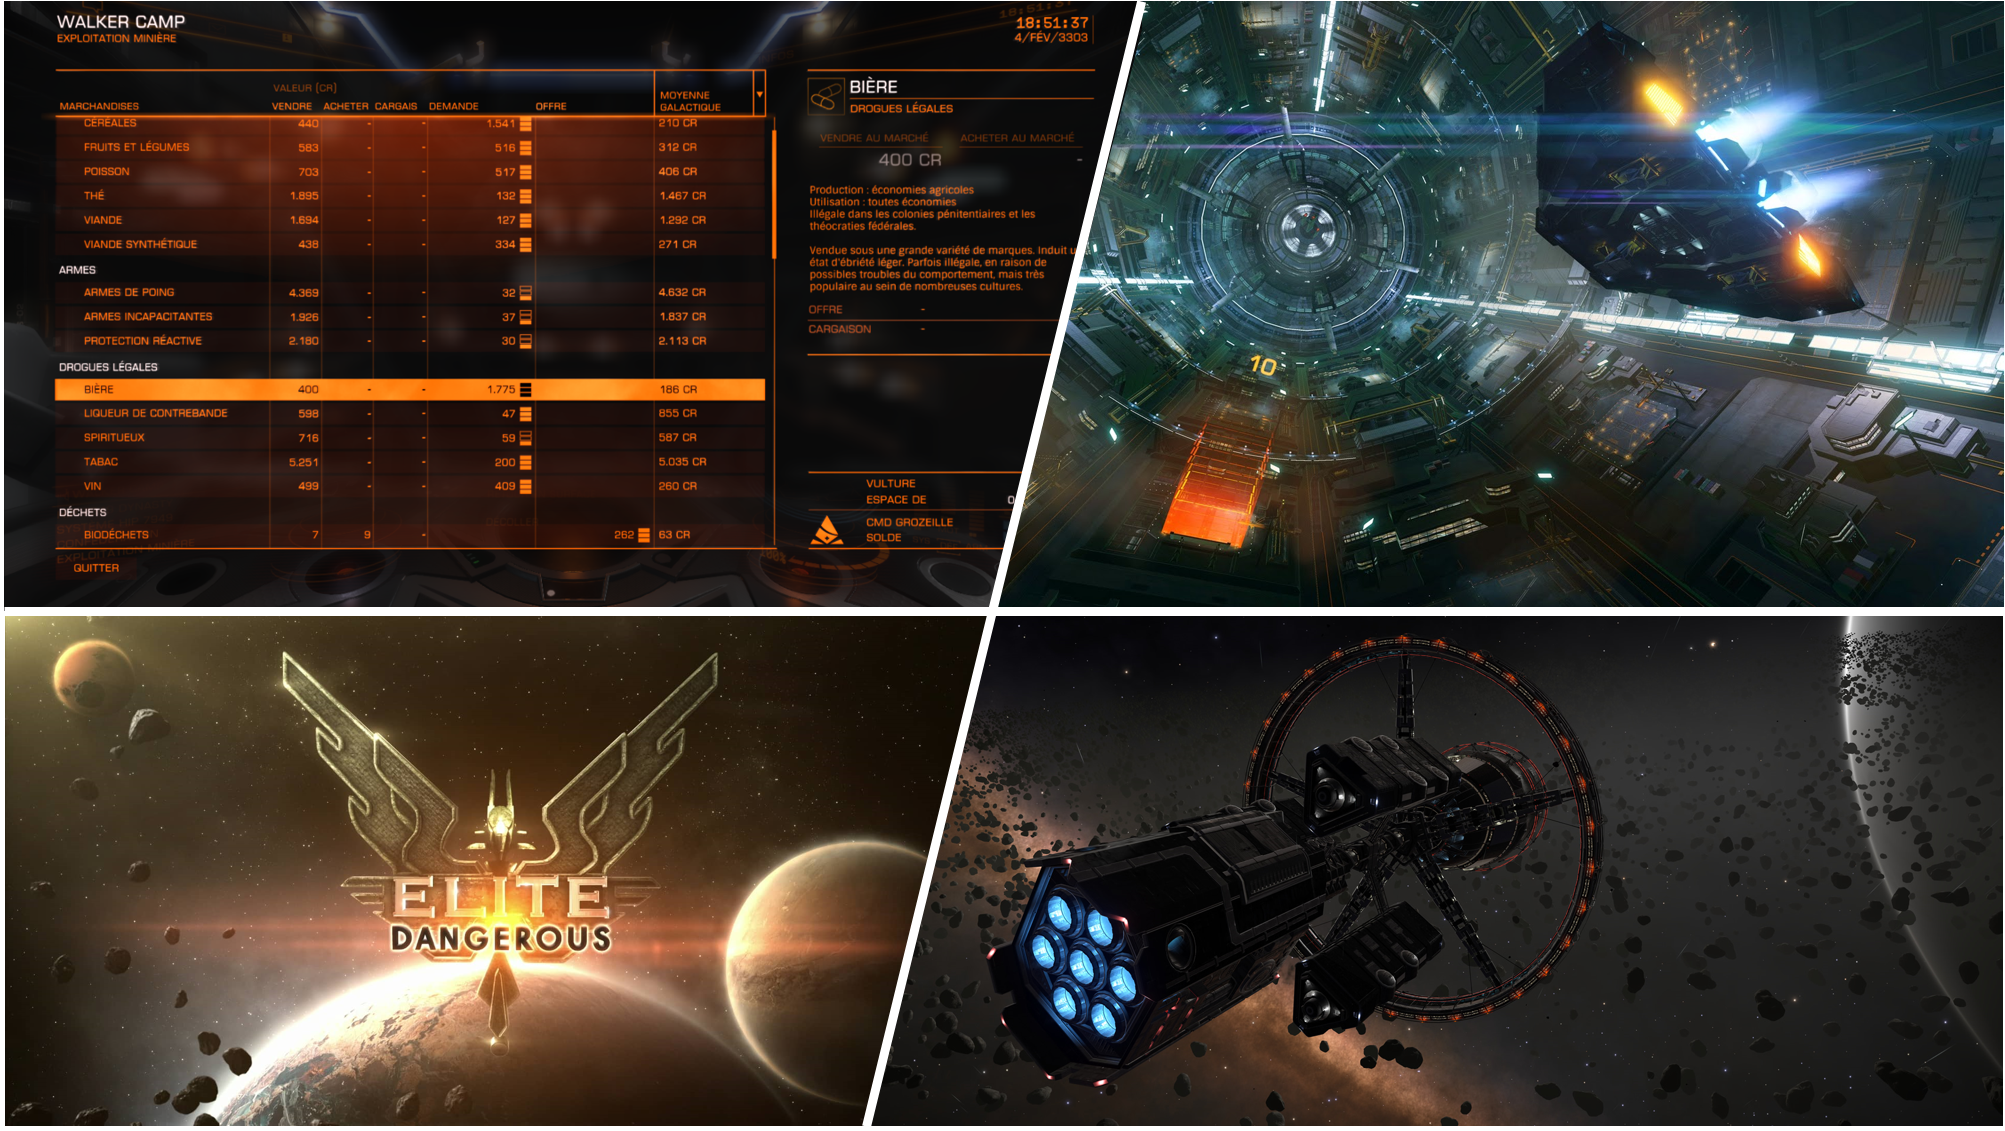 WALKER CAMP
EXPLOITATION MINIÈRE
18:51:37
4/FÉV/3303
VALEUR (CR)
MARCHANDISES VENDRE ACHETER CARGAIS DEMANDE OFFRE MOYENNE GALACTIQUE
CÉRÉALES 440 - - 1.541 210 CR
FRUITS ET LÉGUMES 583 - - 516 312 CR
POISSON 703 - - 517 406 CR
THÉ 1.895 - - 132 1.467 CR
VIANDE 1.694 - - 127 1.292 CR
VIANDE SYNTHÉTIQUE 438 - - 334 271 CR
ARMES
ARMES DE POING 4.369 - - 32 4.632 CR
ARMES INCAPACITANTES 1.926 - - 37 1.837 CR
PROTECTION RÉACTIVE 2.180 - - 30 2.113 CR
DROGUES LÉGALES
BIÈRE 400 - - 1.775 186 CR
LIQUEUR DE CONTREBANDE 598 - - 47 855 CR
SPIRITUEUX 716 - - 59 587 CR
TABAC 5.251 - - 200 5.035 CR
VIN 499 - - 409 260 CR
DÉCHETS
BIODÉCHETS 7 9 - 262 63 CR
QUITTER
BIÈRE
DROGUES LÉGALES
VENDRE AU MARCHÉ ACHETER AU MARCHÉ
400 CR -
Production : économies agricoles
Utilisation : toutes économies
Illégale dans les colonies pénitentiaires et les
théocraties fédérales.
Vendue sous une grande variété de marques. Induit u
état d'ébriété léger. Parfois illégale, en raison de
possibles troubles du comportement, mais très
populaire au sein de nombreuses cultures.
OFFRE -
CARGAISON -
VULTURE
ESPACE DE 0
CMD GROZEILLE
SOLDE
10
ELITE
DANGEROUS